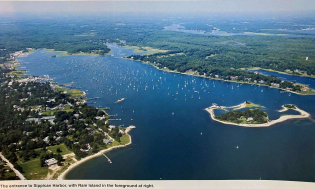 The entrance to Sippican Harbor, with Ram Island in the foreground at right.